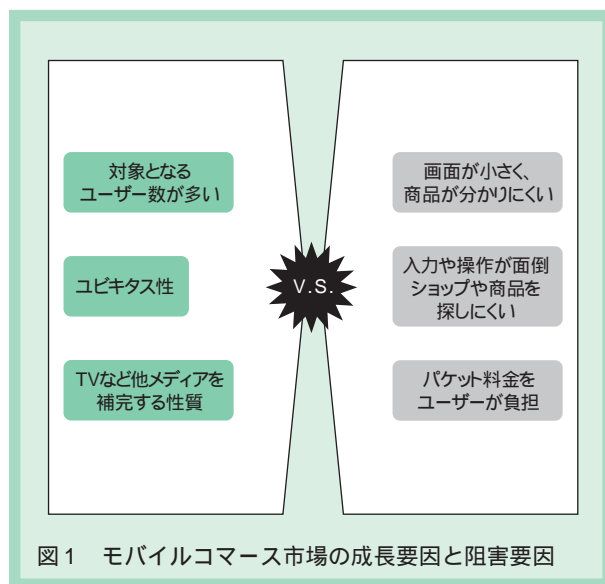 対象となる
ユーザー数が多い
ユビキタス性
TVなど他メディアを
補完する性質
V.S.
画面が小さく、
商品が分かりにくい
入力や操作が面倒
ショップや商品を
探しにくい
パケット料金を
ユーザーが負担
図1　モバイルコマース市場の成長要因と阻害要因